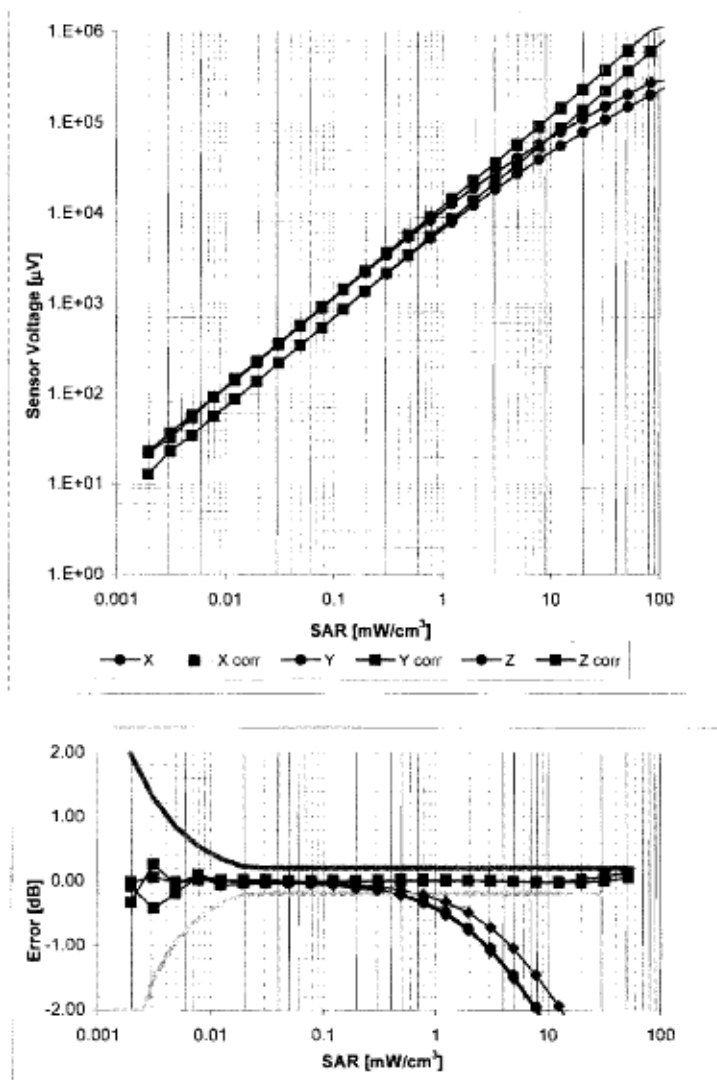 1.E+06
1.E+05
1.E+04
1.E+03
1.E+02
1.E+01
1.E+00
Sensor Voltage [µV]
0.001 0.01 0.1 1 10 100
SAR [mW/cm³]
X X corr Y Y corr Z Z corr
2.00
1.00
0.00
-1.00
-2.00
Error [dB]
0.001 0.01 0.1 1 10 100
SAR [mW/cm³]